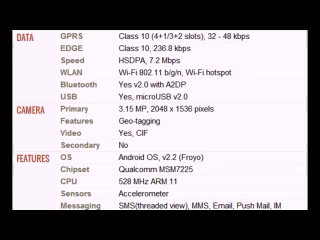 DATA GPRS Class 10 (4+1/3+2 slots), 32 - 48 kbps
EDGE Class 10, 236.8 kbps
Speed HSDPA, 7.2 Mbps
WLAN Wi-Fi 802.11 b/g/n, Wi-Fi hotspot
Bluetooth Yes v2.0 with A2DP
USB Yes, microUSB v2.0
CAMERA Primary 3.15 MP, 2048 x 1536 pixels
Features Geo-tagging
Video Yes, CIF
Secondary No
FEATURES OS Android OS, v2.2 (Froyo)
Chipset Qualcomm MSM7225
CPU 528 MHz ARM 11
Sensors Accelerometer
Messaging SMS(threaded view), MMS, Email, Push Mail, IM